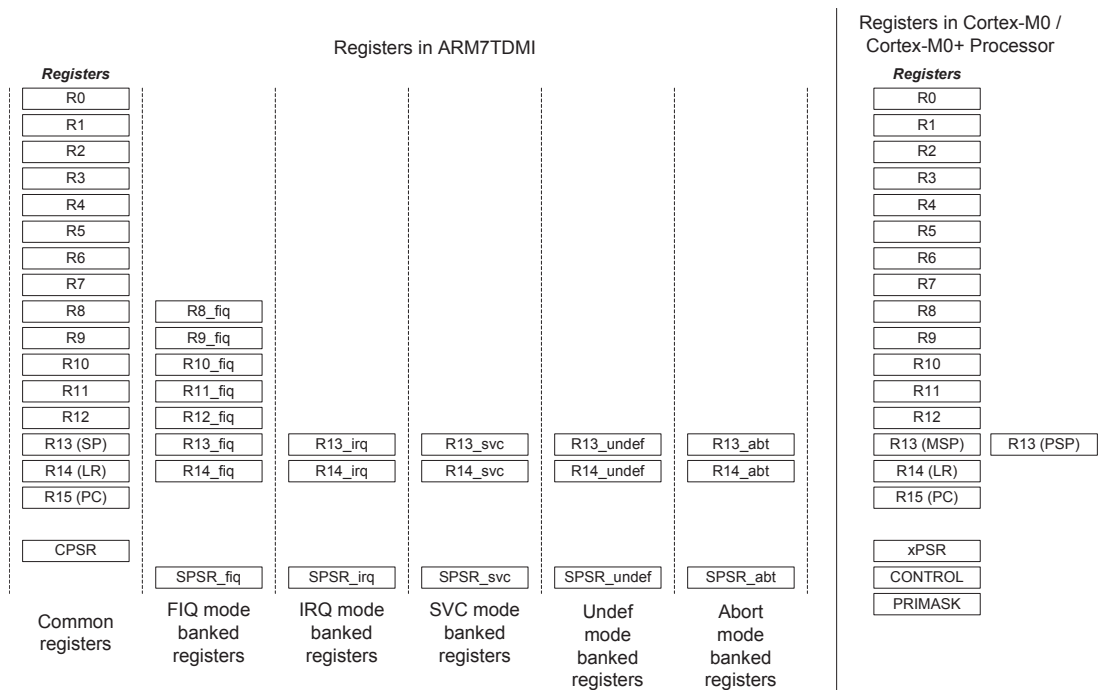 Registers in ARM7TDMI
Registers in Cortex-M0 /
Cortex-M0+ Processor
Registers
Registers
R0
R0
R1
R1
R2
R2
R3
R3
R4
R4
R5
R5
R6
R6
R7
R7
R8 R8_fiq
R8
R9 R9_fiq
R9
R10 R10_fiq
R10
R11 R11_fiq
R11
R12 R12_fiq
R12
R13 (SP) R13_fiq R13_irq R13_svc R13_undef R13_abt
R13 (MSP) R13 (PSP)
R14 (LR) R14_fiq R14_irq R14_svc R14_undef R14_abt
R14 (LR)
R15 (PC)
R15 (PC)
CPSR
xPSR
SPSR_fiq SPSR_irq SPSR_svc SPSR_undef SPSR_abt
CONTROL
PRIMASK
Common
registers
FIQ mode
banked
registers
IRQ mode
banked
registers
SVC mode
banked
registers
Undef
mode
banked
registers
Abort
mode
banked
registers